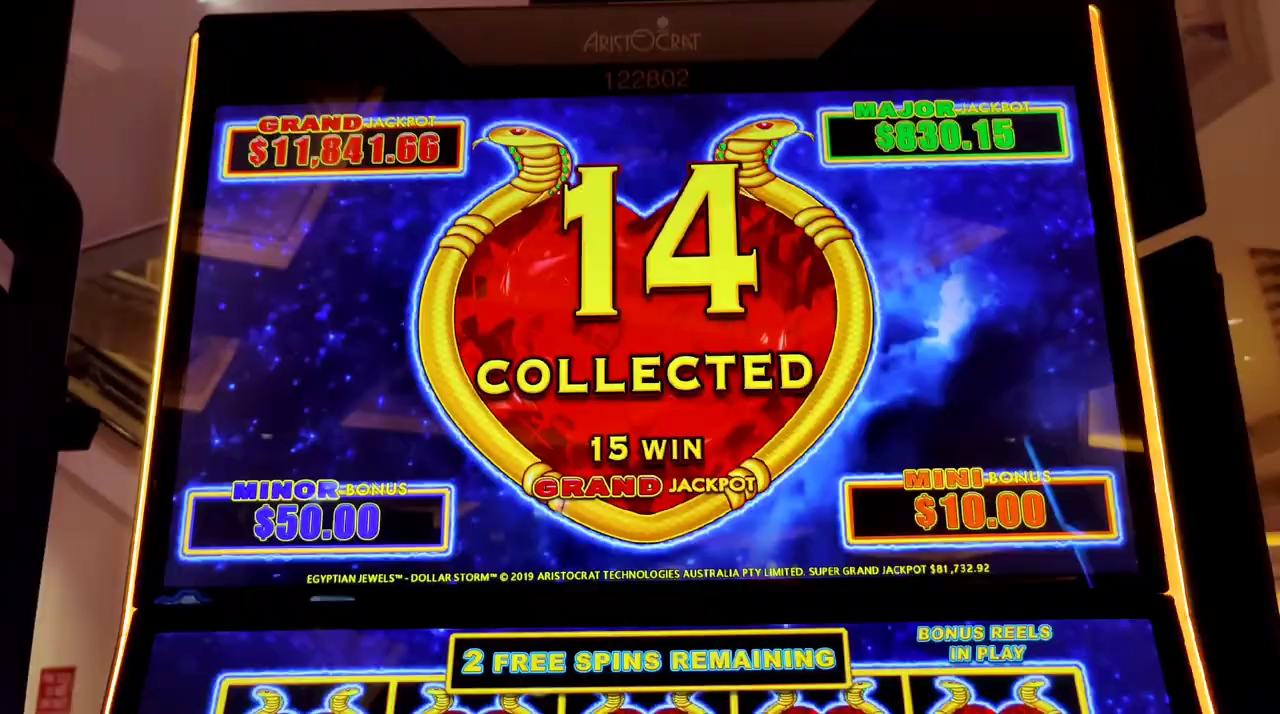 ARISTOCRAT
122802
GRAND JACKPOT
$11,841.66
MAJOR JACKPOT
$830.15
14
COLLECTED
15 WIN
GRAND JACKPOT
MINOR BONUS
$50.00
MINI BONUS
$10.00
EGYPTIAN JEWELS™ - DOLLAR STORM™ © 2019 ARISTOCRAT TECHNOLOGIES AUSTRALIA PTY LIMITED. SUPER GRAND JACKPOT $81,732.92
2 FREE SPINS REMAINING
BONUS REELS
IN PLAY